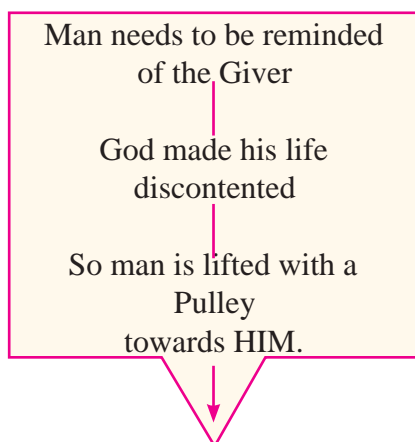 Man needs to be reminded
of the Giver
God made his life
discontented
So man is lifted with a
Pulley
towards HIM.